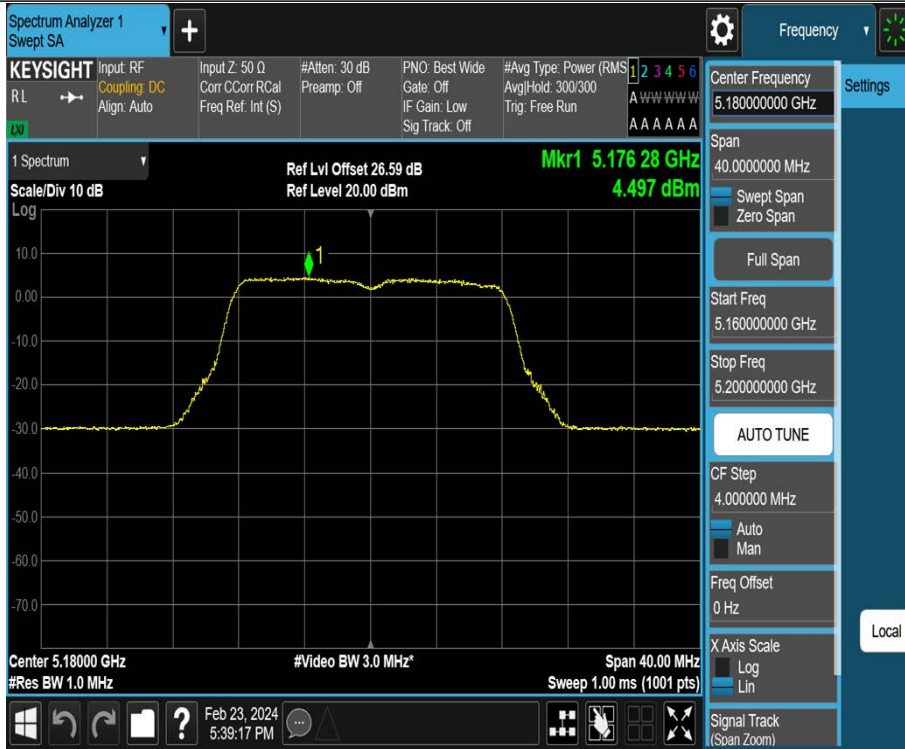 Spectrum Analyzer 1
Swept SA
+
Frequency
KEYSIGHT
R L
LXI
Input: RF
Coupling: DC
Align: Auto
Input Z: 50 Ω
Corr CCorr RCal
Freq Ref: Int (S)
#Atten: 30 dB
Preamp: Off
PNO: Best Wide
Gate: Off
IF Gain: Low
Sig Track: Off
#Avg Type: Power (RMS
Avg|Hold: 300/300
Trig: Free Run
1 2 3 4 5 6
A W W W W W
A A A A A A
Center Frequency
5.180000000 GHz
Settings
Span
40.0000000 MHz
Swept Span
Zero Span
Full Span
Start Freq
5.160000000 GHz
Stop Freq
5.200000000 GHz
AUTO TUNE
CF Step
4.000000 MHz
Auto
Man
Freq Offset
0 Hz
X Axis Scale
Log
Lin
Signal Track
(Span Zoom)
Local
1 Spectrum
Scale/Div 10 dB
Log
Ref Lvl Offset 26.59 dB
Ref Level 20.00 dBm
Mkr1 5.176 28 GHz
4.497 dBm
1
10.0
0.00
-10.0
-20.0
-30.0
-40.0
-50.0
-60.0
-70.0
Center 5.18000 GHz
#Res BW 1.0 MHz
#Video BW 3.0 MHz*
Span 40.00 MHz
Sweep 1.00 ms (1001 pts)
?
Feb 23, 2024
5:39:17 PM